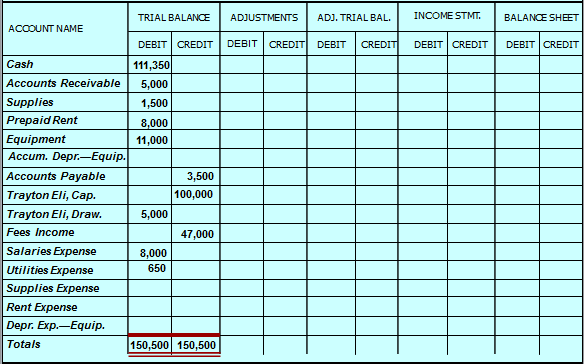 ACCOUNT NAME TRIAL BALANCE ADJUSTMENTS ADJ. TRIAL BAL. INCOME STMT. BALANCE SHEET
DEBIT CREDIT DEBIT CREDIT DEBIT CREDIT DEBIT CREDIT DEBIT CREDIT
Cash 111,350
Accounts Receivable 5,000
Supplies 1,500
Prepaid Rent 8,000
Equipment 11,000
Accum. Depr.—Equip.
Accounts Payable 3,500
Trayton Eli, Cap. 100,000
Trayton Eli, Draw. 5,000
Fees Income 47,000
Salaries Expense 8,000
Utilities Expense 650
Supplies Expense
Rent Expense
Depr. Exp.—Equip.
Totals 150,500 150,500